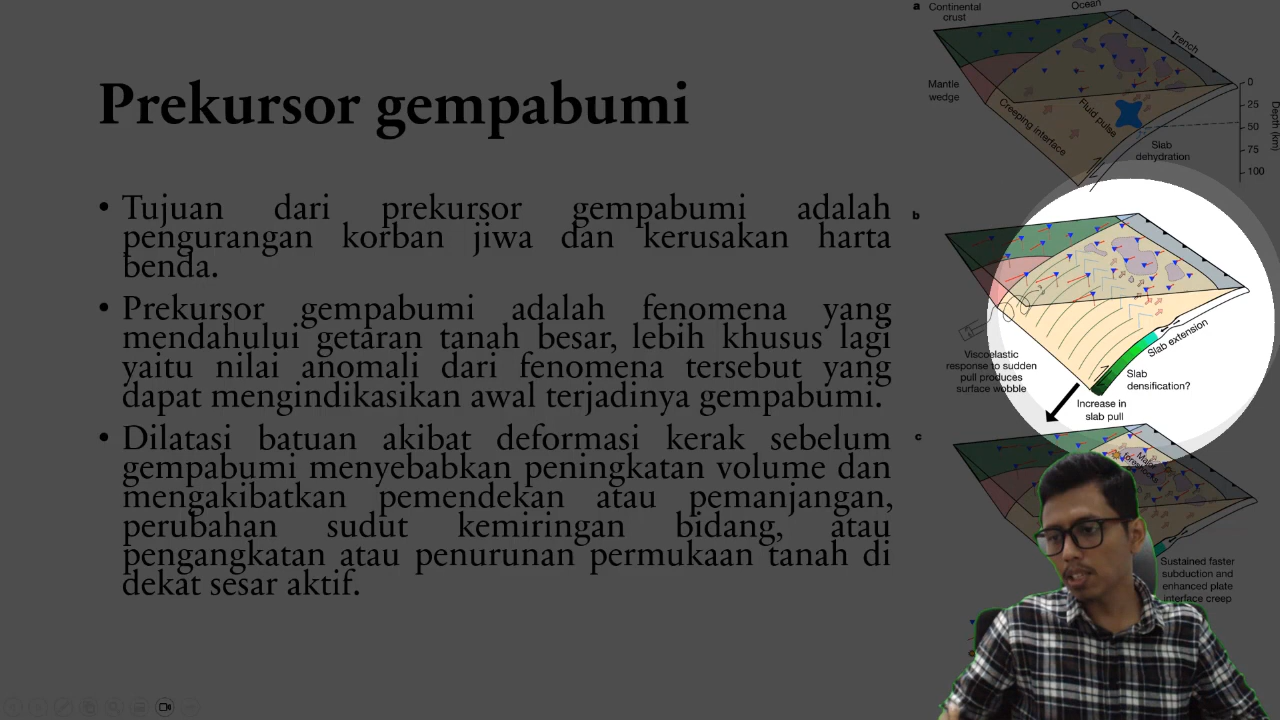 Prekursor gempabumi
• Tujuan dari prekursor gempabumi adalah
pengurangan korban jiwa dan kerusakan harta
benda.
• Prekursor gempabumi adalah fenomena yang
mendahului getaran tanah besar, lebih khusus lagi
yaitu nilai anomali dari fenomena tersebut yang
dapat mengindikasikan awal terjadinya gempabumi.
• Dilatasi batuan akibat deformasi kerak sebelum
gempabumi menyebabkan peningkatan volume dan
mengakibatkan pemendekan atau pemanjangan,
perubahan sudut kemiringan bidang, atau
pengangkatan atau penurunan permukaan tanah di
dekat sesar aktif.
a
Continental
crust
Ocean
Trench
Mantle
wedge
Creeping interface
Fluid pulse
Slab
dehydration
0
25
50
75
100
Depth (km)
b
Viscoelastic
response to sudden
pull produces
surface wobble
Slab extension
Slab
densification?
Increase in
slab pull
c
Sustained faster
subduction and
enhanced plate
interface creep